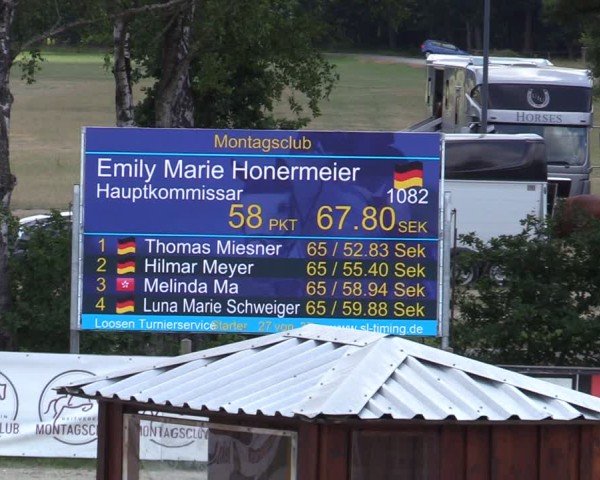 HORSES
Montagsclub
Emily Marie Honermeier
Hauptkommissar 1082
58 PKT 67.80 SEK
1 Thomas Miesner 65 / 52.83 Sek
2 Hilmar Meyer 65 / 55.40 Sek
3 Melinda Ma 65 / 58.94 Sek
4 Luna Marie Schweiger 65 / 59.88 Sek
Loosen Turnierservice Starter 27 von www.sl-timing.de
MONTAGSCLUB
MONTAGSCLUB